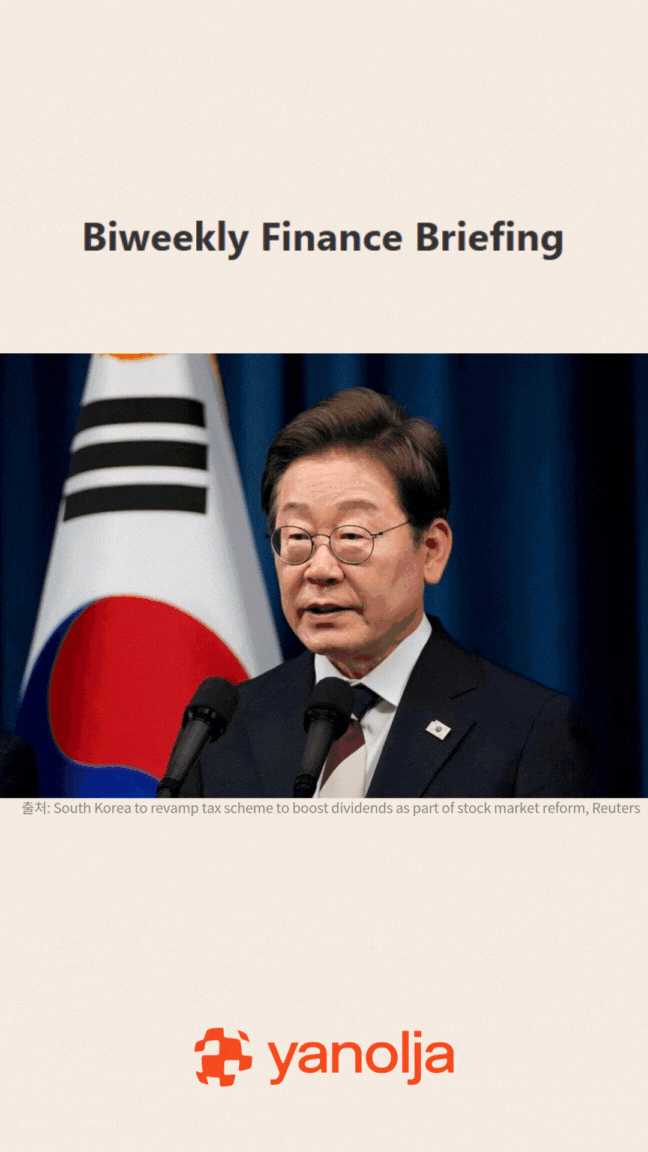 Biweekly Finance Briefing
출처: South Korea to revamp tax scheme to boost dividends as part of stock market reform, Reuters
yanolja